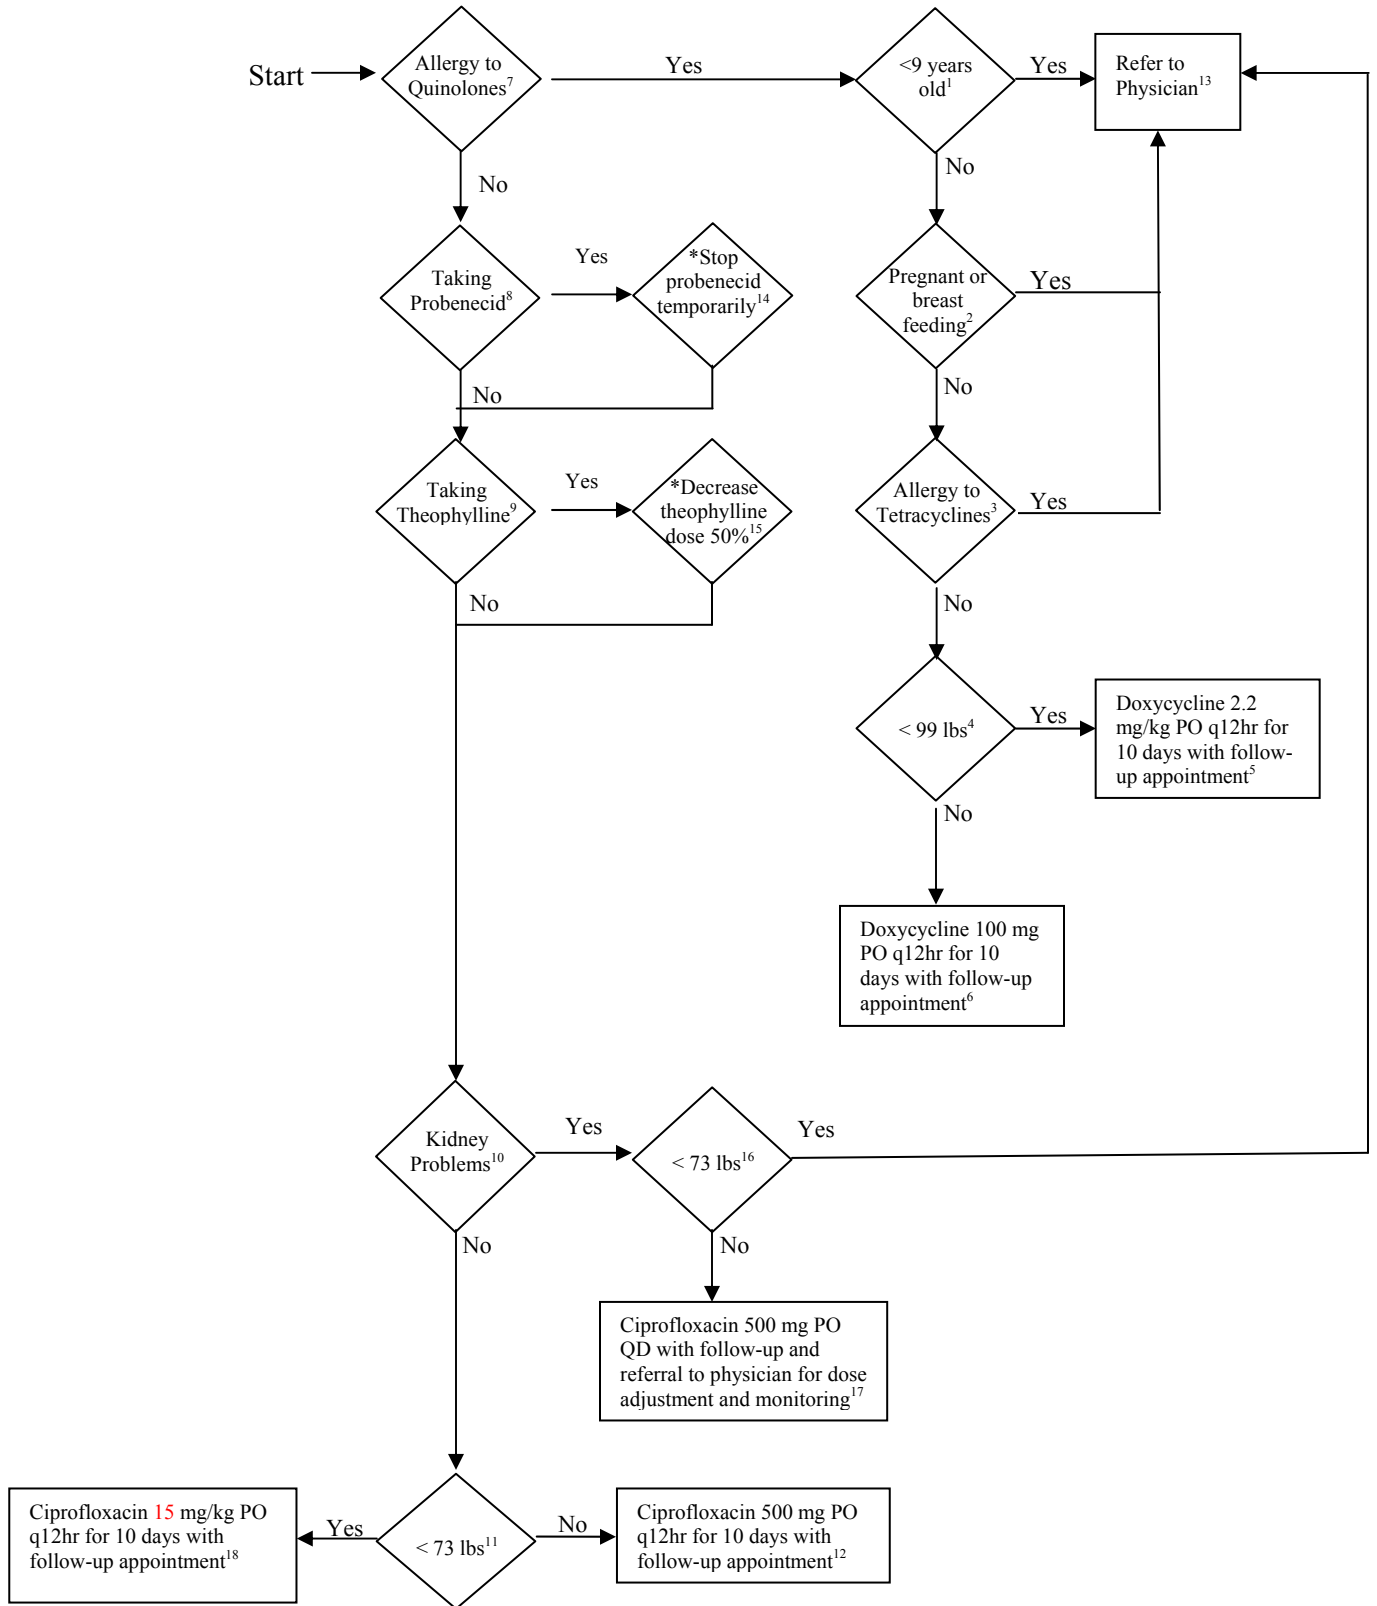 Start
Allergy to
Quinolones7
Yes
<9 years
old1
Yes
Refer to
Physician13
No
No
Taking
Probenecid8
Yes
*Stop
probenecid
temporarily14
Pregnant or
breast
feeding2
Yes
No
No
Taking
Theophylline9
Yes
*Decrease
theophylline
dose 50%15
Allergy to
Tetracyclines3
Yes
No
No
< 99 lbs4
Yes
Doxycycline 2.2
mg/kg PO q12hr for
10 days with follow-
up appointment5
No
Doxycycline 100 mg
PO q12hr for 10
days with follow-up
appointment6
Kidney
Problems10
Yes
< 73 lbs16
Yes
No
No
Ciprofloxacin 500 mg PO
QD with follow-up and
referral to physician for dose
adjustment and monitoring17
Ciprofloxacin 15 mg/kg PO
q12hr for 10 days with
follow-up appointment18
Yes
< 73 lbs11
No
Ciprofloxacin 500 mg PO
q12hr for 10 days with
follow-up appointment12